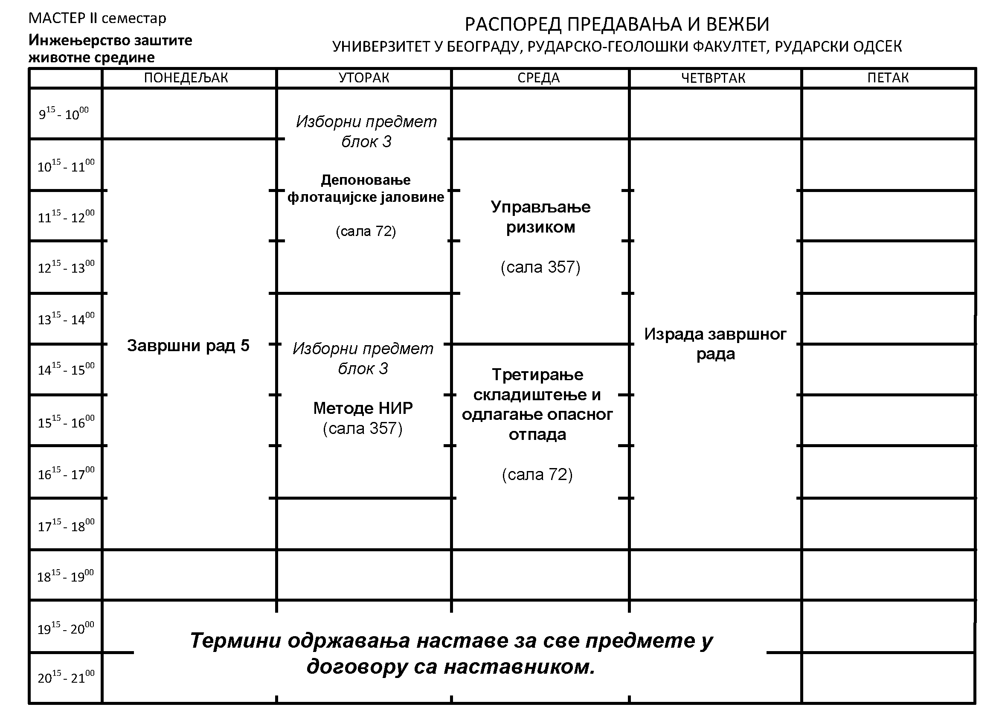 МАСТЕР II семестар
Инжењерство заштите
животне средине
РАСПОРЕД ПРЕДАВАЊА И ВЕЖБИ
УНИВЕРЗИТЕТ У БЕОГРАДУ, РУДАРСКО-ГЕОЛОШКИ ФАКУЛТЕТ, РУДАРСКИ ОДСЕК
ПОНЕДЕЉАК УТОРАК СРЕДА ЧЕТВРТАК ПЕТАК
9¹⁵ - 10⁰⁰
10¹⁵ - 11⁰⁰
11¹⁵ - 12⁰⁰
12¹⁵ - 13⁰⁰
13¹⁵ - 14⁰⁰
14¹⁵ - 15⁰⁰
15¹⁵ - 16⁰⁰
16¹⁵ - 17⁰⁰
17¹⁵ - 18⁰⁰
18¹⁵ - 19⁰⁰
19¹⁵ - 20⁰⁰
20¹⁵ - 21⁰⁰
Завршни рад 5
Изборни предмет
блок 3
Депоновање
флотацијске јаловине
(сала 72)
Изборни предмет
блок 3
Методе НИР
(сала 357)
Управљање
ризиком
(сала 357)
Третирање
складиштење и
одлагање опасног
отпада
(сала 72)
Израда завршног
рада
Термини одржавања наставе за све предмете у
договору са наставником.